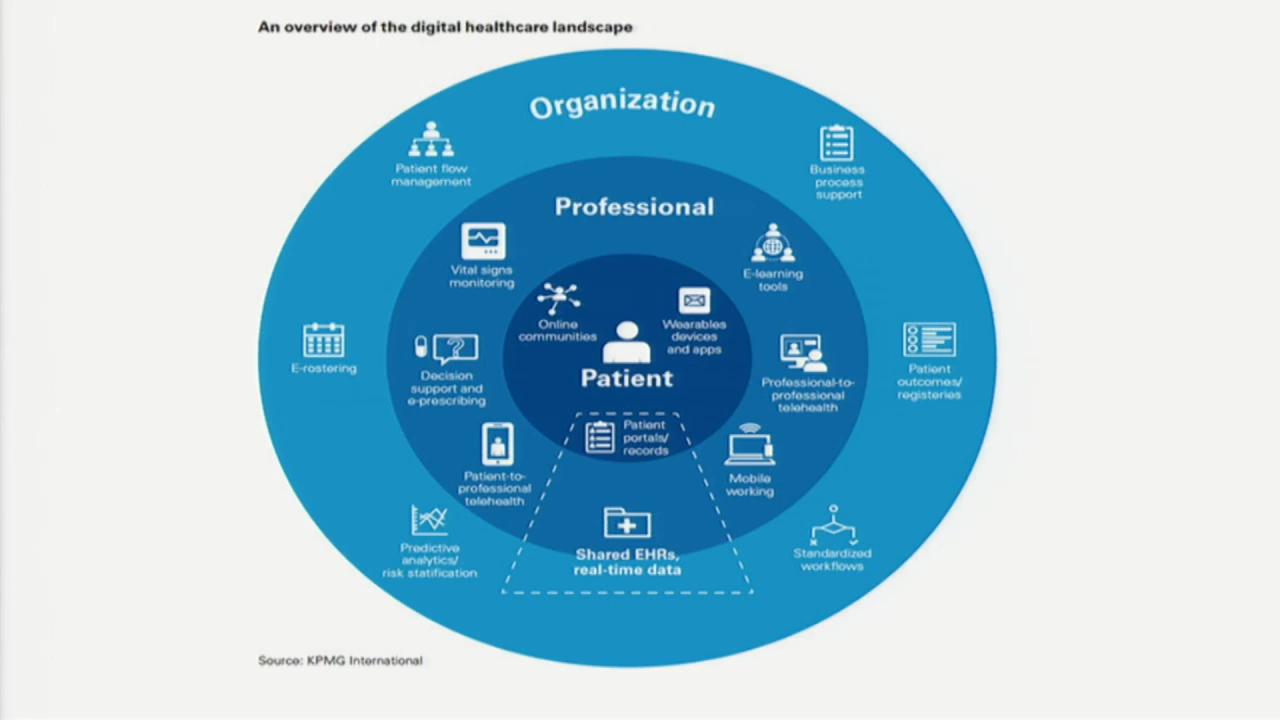 An overview of the digital healthcare landscape
Organization
Patient flow
management
Business
process
support
Professional
Vital signs
monitoring
E-learning
tools
Online
communities
Wearables
devices
and apps
Patient
E-rostering
Decision
support and
e-prescribing
Professional-to-
professional
telehealth
Patient
outcomes/
registeries
Patient
portals/
records
Patient-to-
professional
telehealth
Mobile
working
Predictive
analytics/
risk statification
Shared EHRs,
real-time data
Standardized
workflows
Source: KPMG International